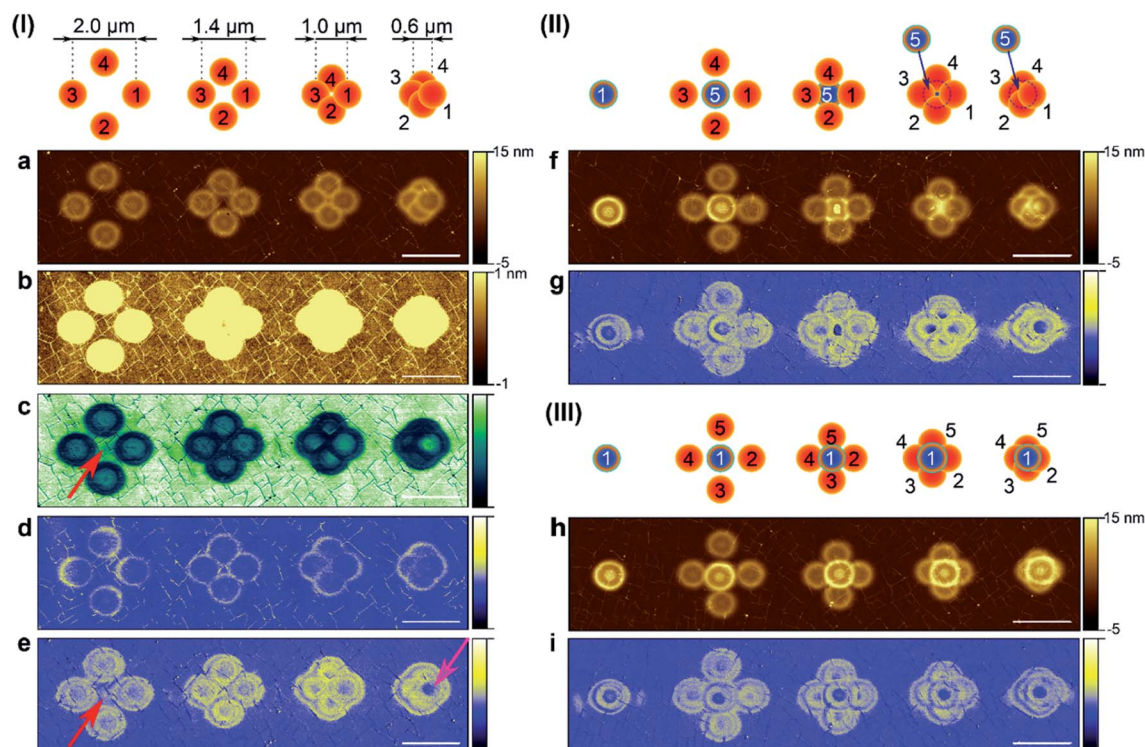 (I) 2.0 µm 1.4 µm 1.0 µm 0.6 µm
4 4 4 3 4
3 1 3 1 3 1
2 2 2 2 1
a 15 nm
-5
b 1 nm
-1
c
d
e
(II)
5 5
4 4 3 4 3 4
1 3 5 1 3 5 1
2 2 2 1 2 1
f 15 nm
-5
g
(III)
5 5 4 5 4 5
1 4 1 2 4 1 2 1 1
3 3 3 2 3 2
h 15 nm
-5
i